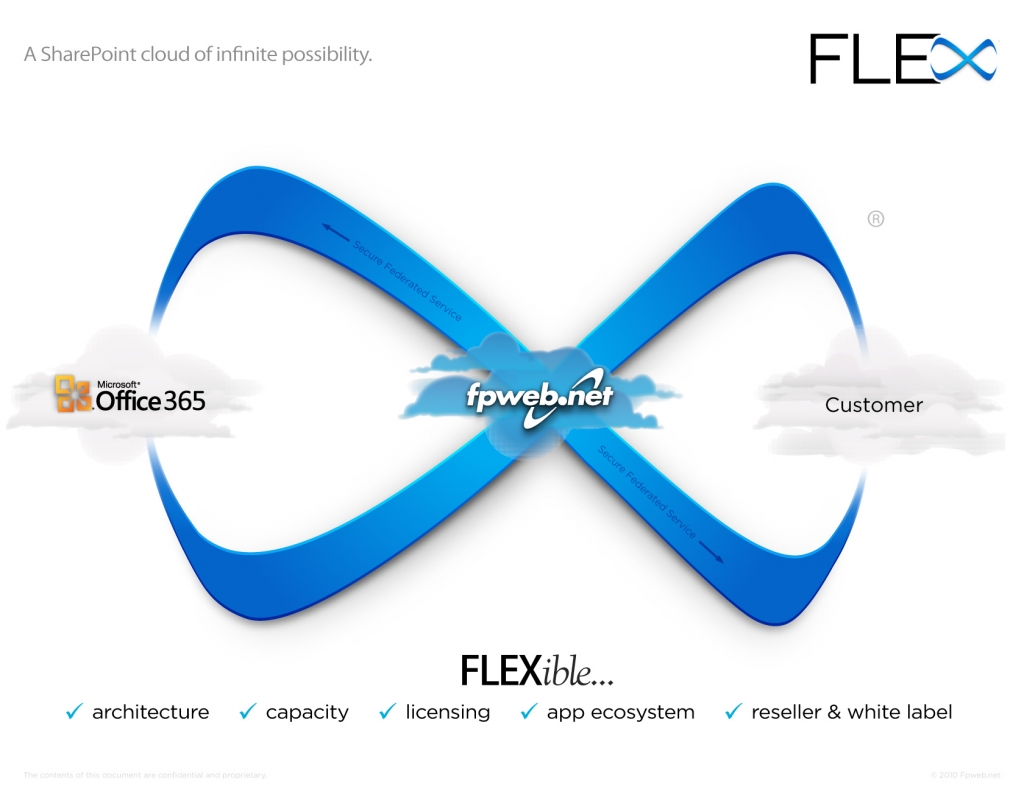 A SharePoint cloud of infinite possibility.
FLEX
®
Secure Federated Service
Microsoft®
Office 365
fpweb.net
Customer
Secure Federated Service
FLEXible...
✓ architecture ✓ capacity ✓ licensing ✓ app ecosystem ✓ reseller & white label
The contents of this document are confidential and proprietary.
© 2010 Fpweb.net